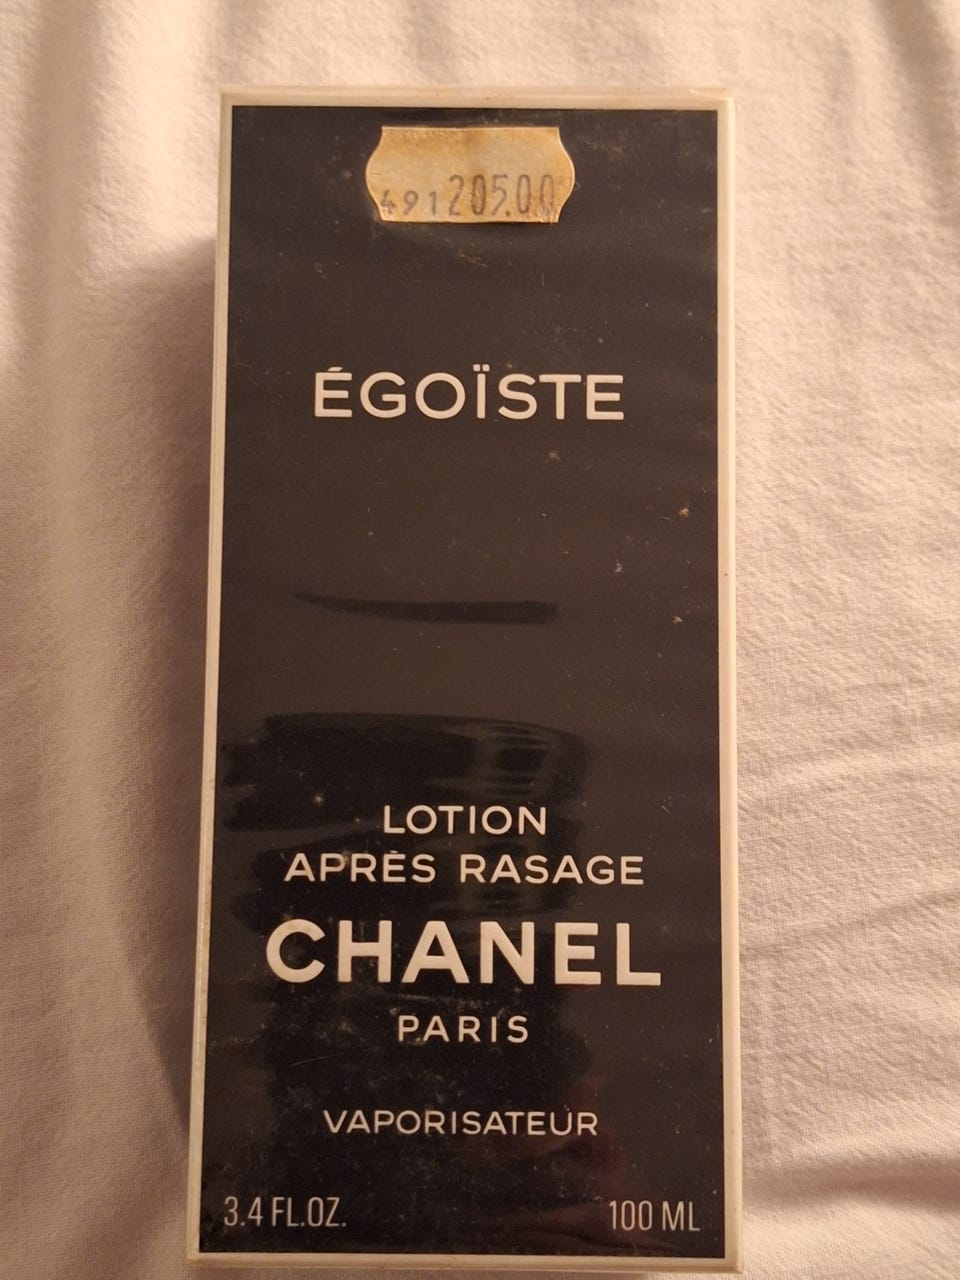 491 205.00
ÉGOÏSTE
LOTION
APRÈS RASAGE
CHANEL
PARIS
VAPORISATEUR
3.4 FL.OZ. 100 ML